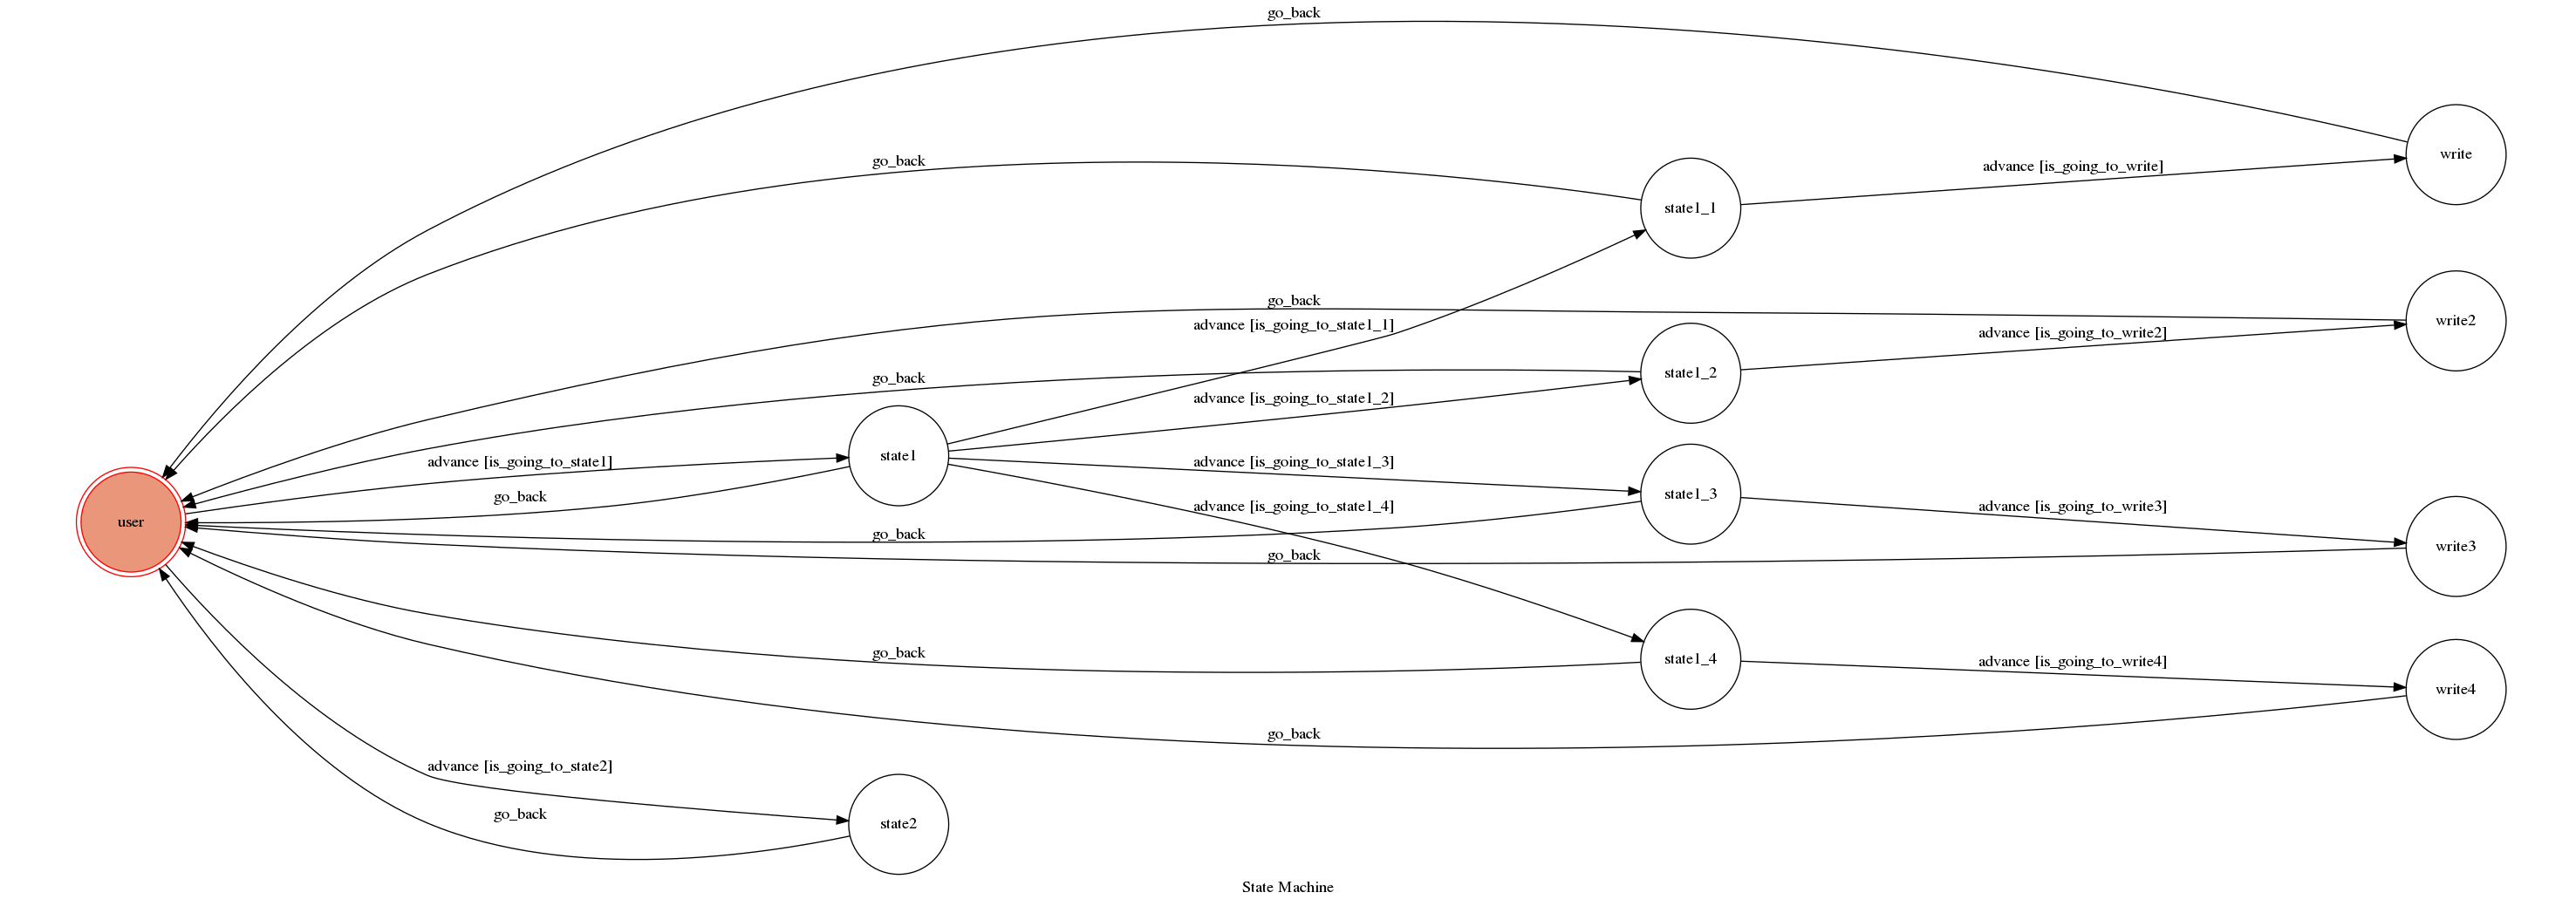 go_back
write
advance [is_going_to_write]
go_back
state1_1
go_back
write2
advance [is_going_to_state1_1]
advance [is_going_to_write2]
go_back
state1_2
advance [is_going_to_state1_2]
state1
advance [is_going_to_state1]
advance [is_going_to_state1_3]
go_back
state1_3
advance [is_going_to_state1_4]
advance [is_going_to_write3]
user
go_back
write3
go_back
go_back
state1_4
advance [is_going_to_write4]
write4
go_back
advance [is_going_to_state2]
go_back
state2
State Machine